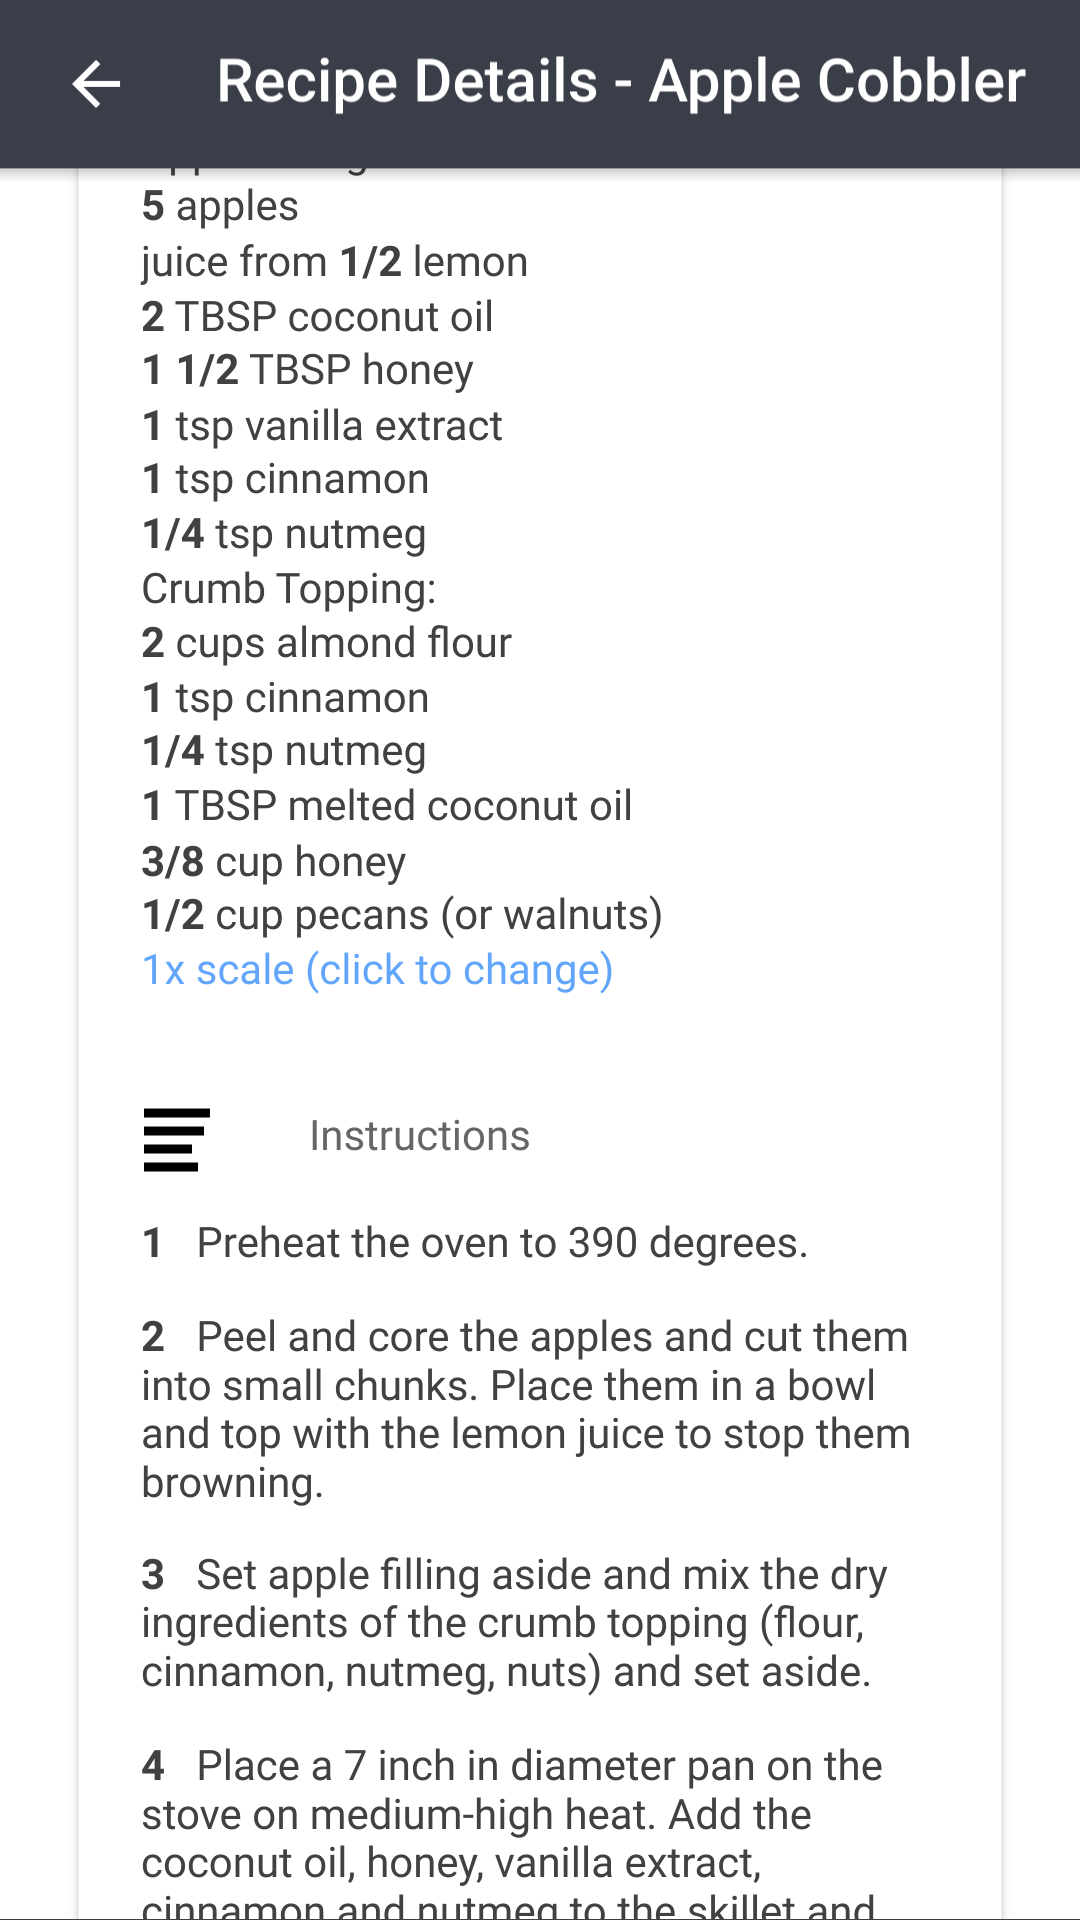 Recipe Details - Apple Cobbler
5 apples
juice from 1/2 lemon
2 TBSP coconut oil
1 1/2 TBSP honey
1 tsp vanilla extract
1 tsp cinnamon
1/4 tsp nutmeg
Crumb Topping:
2 cups almond flour
1 tsp cinnamon
1/4 tsp nutmeg
1 TBSP melted coconut oil
3/8 cup honey
1/2 cup pecans (or walnuts)
1x scale (click to change)
Instructions
1 Preheat the oven to 390 degrees.
2 Peel and core the apples and cut them
into small chunks. Place them in a bowl
and top with the lemon juice to stop them
browning.
3 Set apple filling aside and mix the dry
ingredients of the crumb topping (flour,
cinnamon, nutmeg, nuts) and set aside.
4 Place a 7 inch in diameter pan on the
stove on medium-high heat. Add the
coconut oil, honey, vanilla extract,
cinnamon and nutmeg to the skillet and